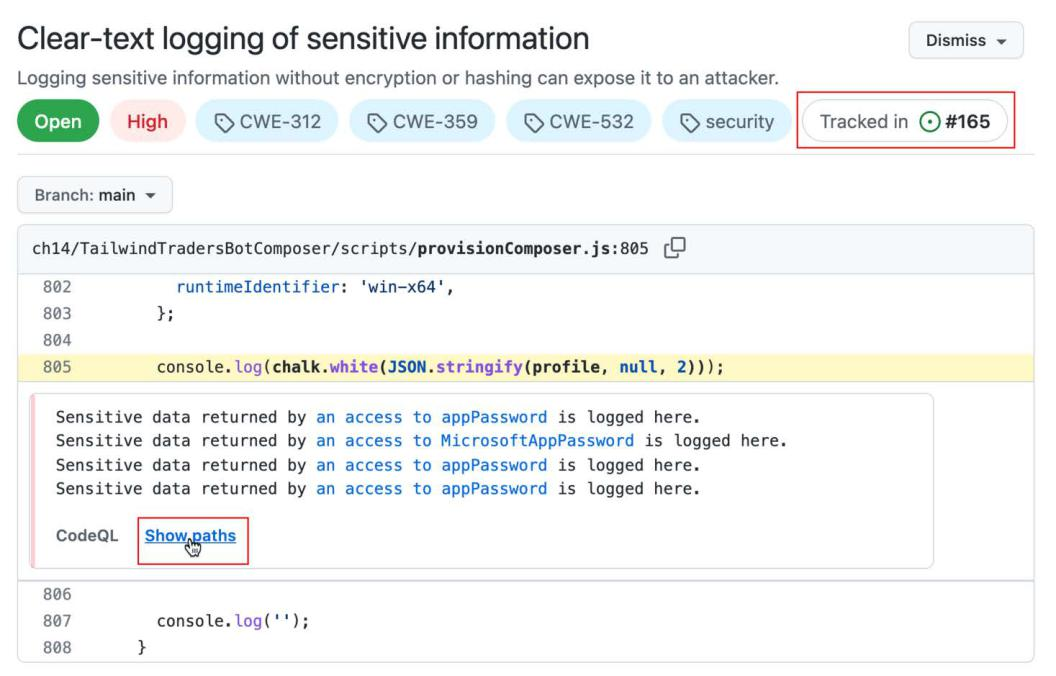 Clear-text logging of sensitive information
Dismiss
Logging sensitive information without encryption or hashing can expose it to an attacker.
Open High CWE-312 CWE-359 CWE-532 security Tracked in #165
Branch: main
ch14/TailwindTradersBotComposer/scripts/provisionComposer.js:805
802 runtimeIdentifier: 'win-x64',
803 };
804
805 console.log(chalk.white(JSON.stringify(profile, null, 2)));
Sensitive data returned by an access to appPassword is logged here.
Sensitive data returned by an access to MicrosoftAppPassword is logged here.
Sensitive data returned by an access to appPassword is logged here.
Sensitive data returned by an access to appPassword is logged here.
CodeQL Show paths
806
807 console.log('');
808 }